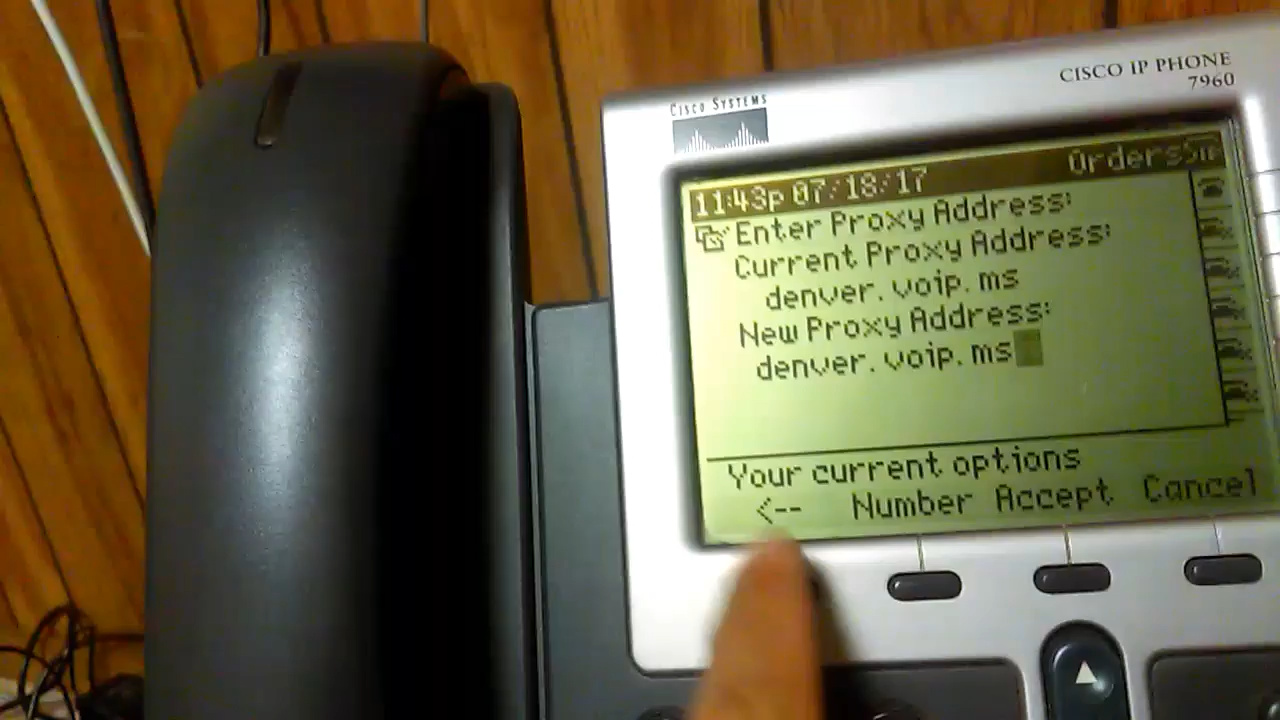 CISCO IP PHONE
7960
CISCO SYSTEMS
11:43p 07/18/17
Enter Proxy Address:
Current Proxy Address:
denver.voip.ms
New Proxy Address:
denver.voip.ms
Your current options
<-- Number Accept Cancel